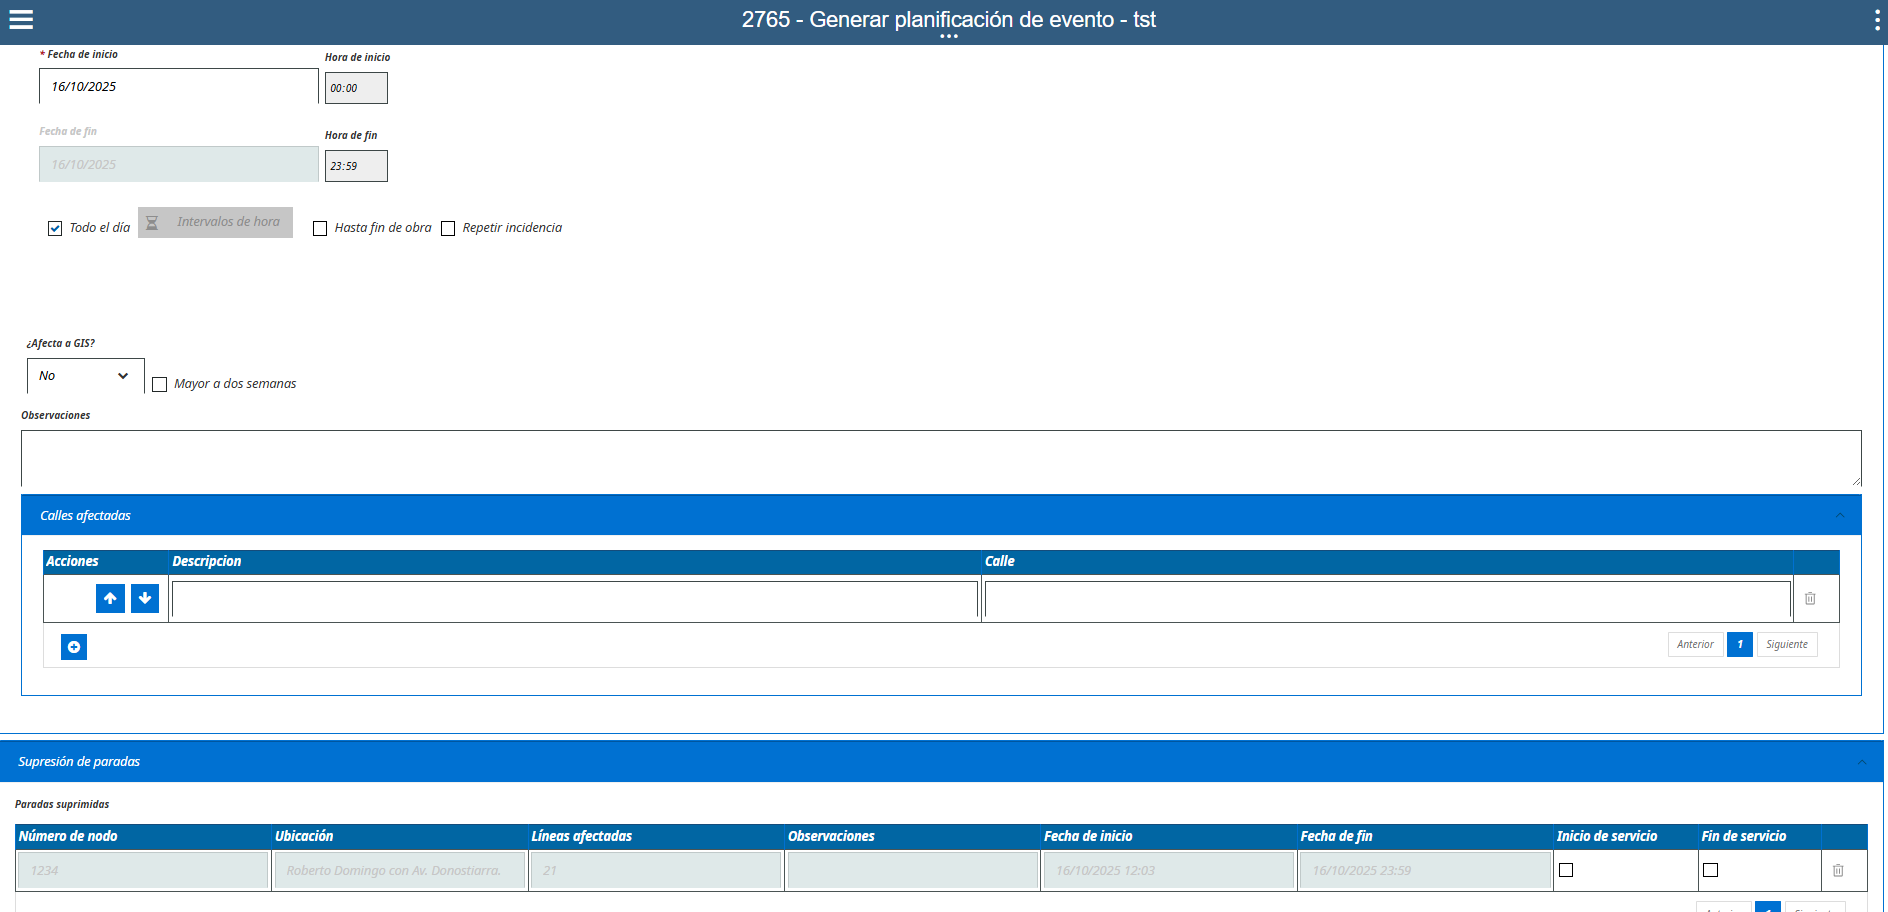 2765 - Generar planificación de evento - tst
* Fecha de inicio
Hora de inicio
16/10/2025
00:00
Fecha de fin
Hora de fin
16/10/2025
23:59
Todo el día
Intervalos de hora
Hasta fin de obra
Repetir incidencia
¿Afecta a GIS?
No
Mayor a dos semanas
Observaciones
Calles afectadas
Acciones Descripcion Calle
Anterior 1 Siguiente
Supresión de paradas
Paradas suprimidas
Número de nodo Ubicación Líneas afectadas Observaciones Fecha de inicio Fecha de fin Inicio de servicio Fin de servicio
1234 Roberto Domingo con Av. Donostiarra. 21 16/10/2025 12:03 16/10/2025 23:59